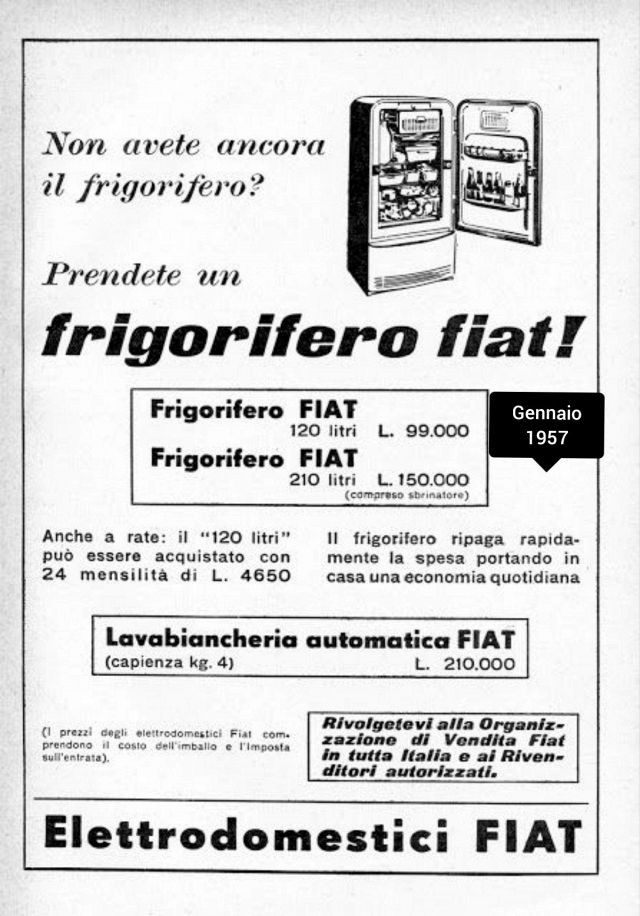 Non avete ancora
il frigorifero?
Prendete un
frigorifero fiat!
Frigorifero FIAT
120 litri L. 99.000
Frigorifero FIAT
210 litri L. 150.000
(compreso sbrinatore)
Gennaio
1957
Anche a rate: il "120 litri"
può essere acquistato con
24 mensilità di L. 4650
Il frigorifero ripaga rapida-
mente la spesa portando in
casa una economia quotidiana
Lavabiancheria automatica FIAT
(capienza kg. 4) L. 210.000
(I prezzi degli elettrodomestici Fiat com-
prendono il costo dell'imballo e l'Imposta
sull'entrata).
Rivolgetevi alla Organiz-
zazione di Vendita Fiat
in tutta Italia e ai Riven-
ditori autorizzati.
Elettrodomestici FIAT